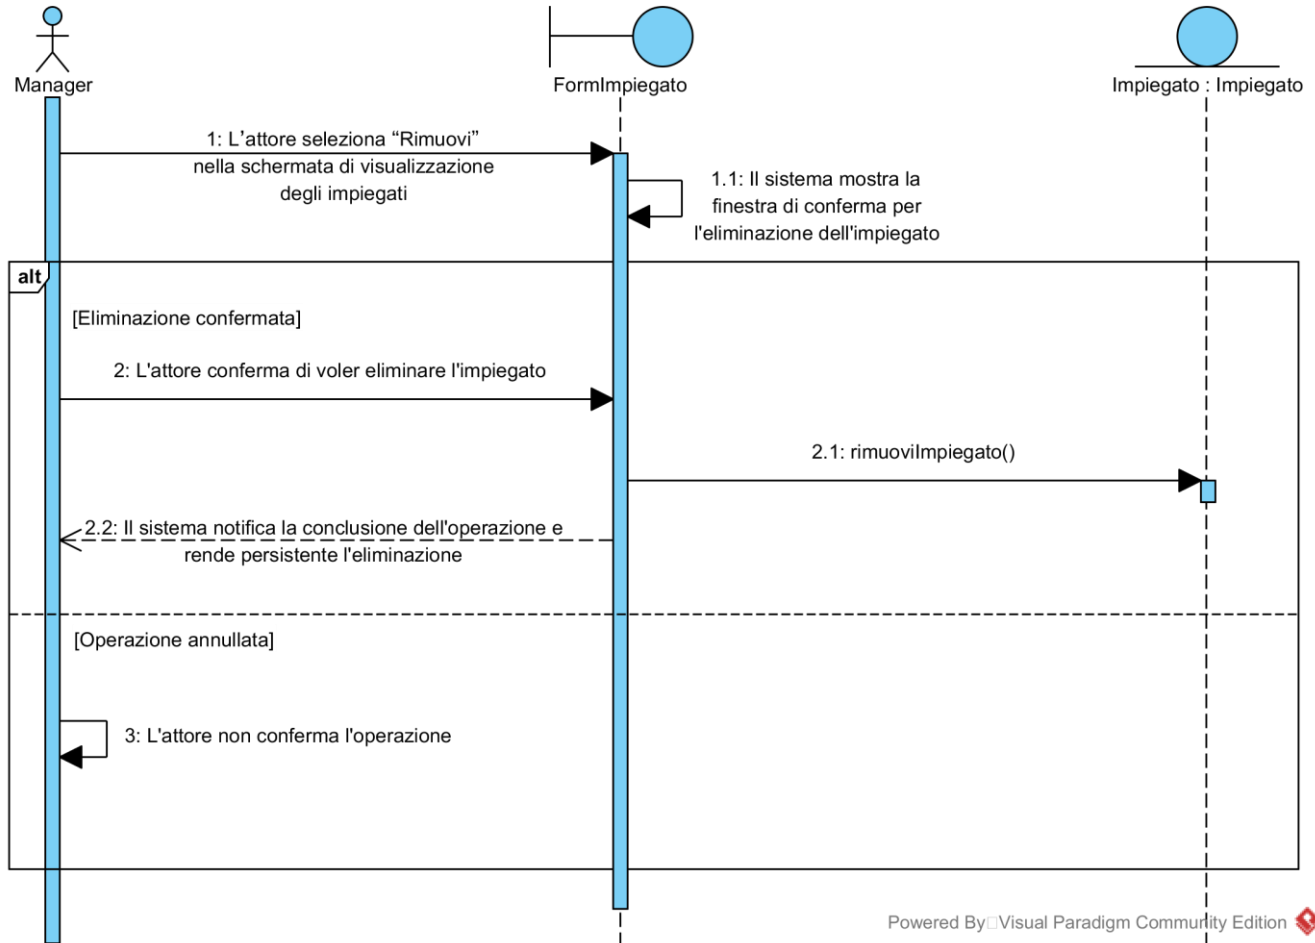 Manager
FormImpiegato
Impiegato : Impiegato
1: L'attore seleziona “Rimuovi”
nella schermata di visualizzazione
degli impiegati
1.1: Il sistema mostra la
finestra di conferma per
l'eliminazione dell'impiegato
alt
[Eliminazione confermata]
2: L'attore conferma di voler eliminare l'impiegato
2.1: rimuoviImpiegato()
2.2: Il sistema notifica la conclusione dell'operazione e
rende persistente l'eliminazione
[Operazione annullata]
3: L'attore non conferma l'operazione
Powered By Visual Paradigm Community Edition